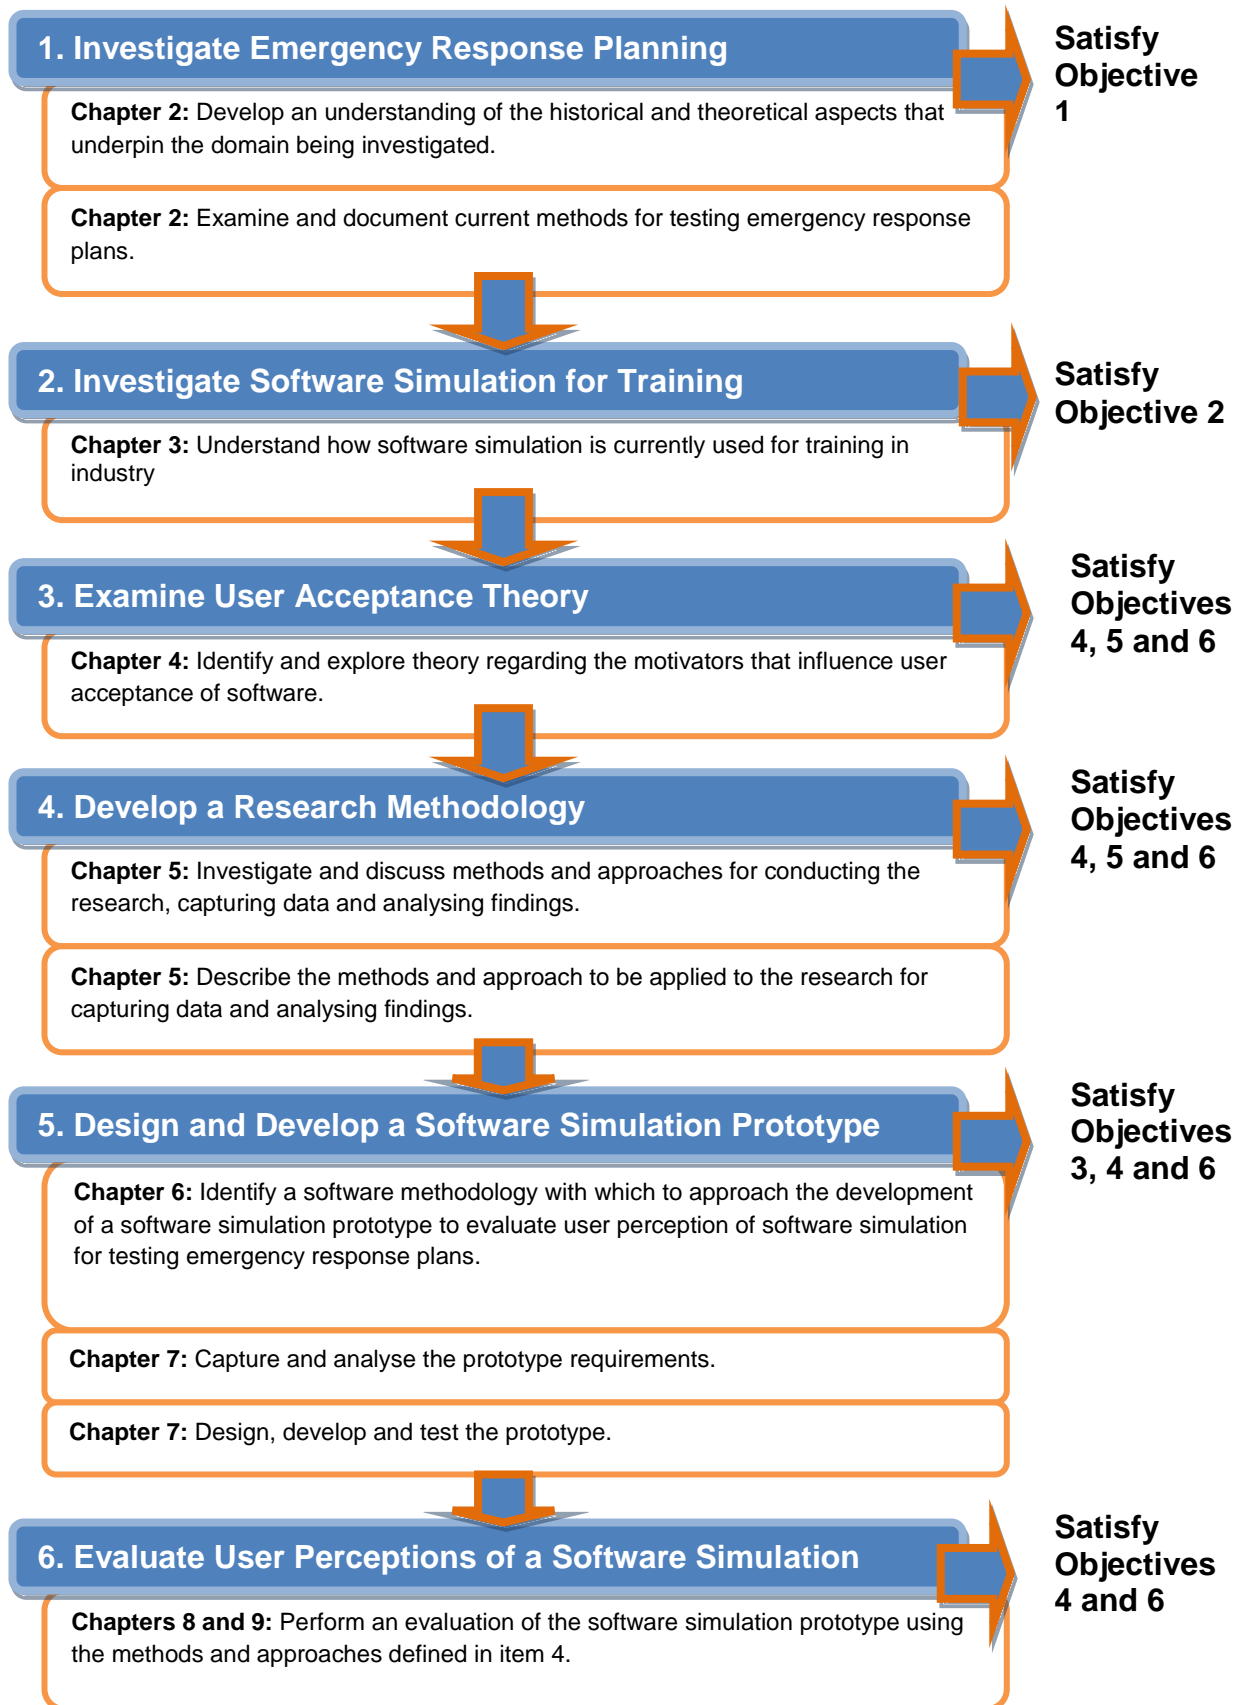 1. Investigate Emergency Response Planning
Satisfy
Objective
1
Chapter 2: Develop an understanding of the historical and theoretical aspects that
underpin the domain being investigated.
Chapter 2: Examine and document current methods for testing emergency response
plans.
2. Investigate Software Simulation for Training
Satisfy
Objective 2
Chapter 3: Understand how software simulation is currently used for training in
industry
3. Examine User Acceptance Theory
Satisfy
Objectives
4, 5 and 6
Chapter 4: Identify and explore theory regarding the motivators that influence user
acceptance of software.
4. Develop a Research Methodology
Satisfy
Objectives
4, 5 and 6
Chapter 5: Investigate and discuss methods and approaches for conducting the
research, capturing data and analysing findings.
Chapter 5: Describe the methods and approach to be applied to the research for
capturing data and analysing findings.
5. Design and Develop a Software Simulation Prototype
Satisfy
Objectives
3, 4 and 6
Chapter 6: Identify a software methodology with which to approach the development
of a software simulation prototype to evaluate user perception of software simulation
for testing emergency response plans.
Chapter 7: Capture and analyse the prototype requirements.
Chapter 7: Design, develop and test the prototype.
6. Evaluate User Perceptions of a Software Simulation
Satisfy
Objectives
4 and 6
Chapters 8 and 9: Perform an evaluation of the software simulation prototype using
the methods and approaches defined in item 4.